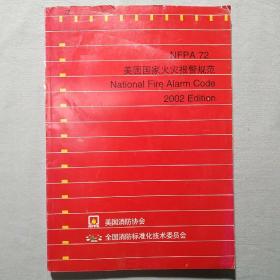 NFPA 72
美国国家火灾报警规范
National Fire Alarm Code
2002 Edition
美国消防协会
全国消防标准化技术委员会